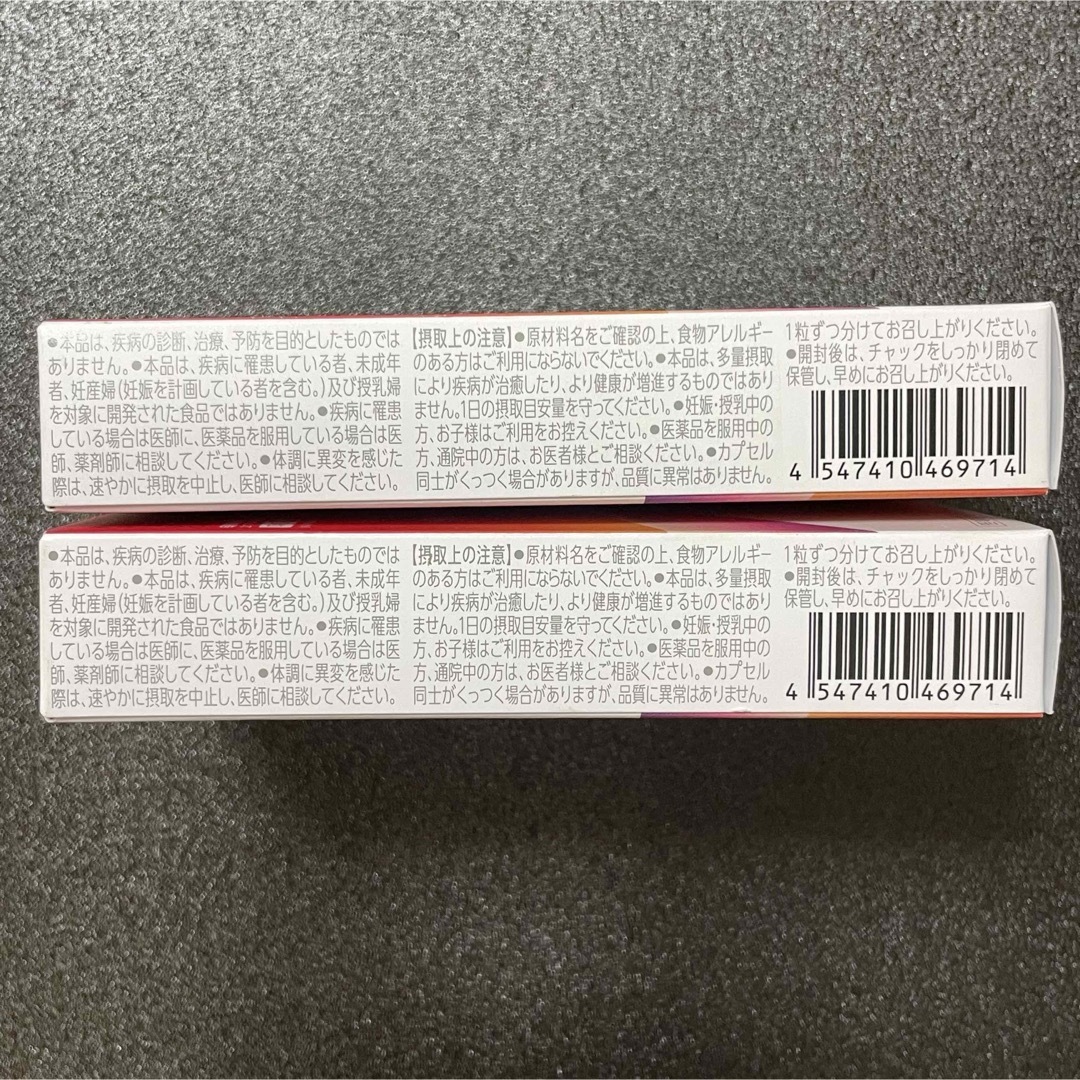 ●本品は、疾病の診断、治療、予防を目的としたものでは
ありません。●本品は、疾病に罹患している者、未成年
者、妊産婦（妊娠を計画している者を含む。）及び授乳婦
を対象に開発された食品ではありません。●疾病に罹患
している場合は医師に、医薬品を服用している場合は医
師、薬剤師に相談してください。●体調に異変を感じた
際は、速やかに摂取を中止し、医師に相談してください。
【摂取上の注意】●原材料名をご確認の上、食物アレルギー
のある方はご利用にならないでください。●本品は、多量摂取
により疾病が治癒したり、より健康が増進するものではあり
ません。1日の摂取目安量を守ってください。●妊娠・授乳中の
方、お子様はご利用をお控えください。●医薬品を服用中の
方、通院中の方は、お医者様とご相談ください。●カプセル
同士がくっつく場合がありますが、品質に異常はありません。
1粒ずつ分けてお召し上がりください。
●開封後は、チャックをしっかり閉めて
保管し、早めにお召し上がりください。
4 547410 469714
●本品は、疾病の診断、治療、予防を目的としたものでは
ありません。●本品は、疾病に罹患している者、未成年
者、妊産婦（妊娠を計画している者を含む。）及び授乳婦
を対象に開発された食品ではありません。●疾病に罹患
している場合は医師に、医薬品を服用している場合は医
師、薬剤師に相談してください。●体調に異変を感じた
際は、速やかに摂取を中止し、医師に相談してください。
【摂取上の注意】●原材料名をご確認の上、食物アレルギー
のある方はご利用にならないでください。●本品は、多量摂取
により疾病が治癒したり、より健康が増進するものではあり
ません。1日の摂取目安量を守ってください。●妊娠・授乳中の
方、お子様はご利用をお控えください。●医薬品を服用中の
方、通院中の方は、お医者様とご相談ください。●カプセル
同士がくっつく場合がありますが、品質に異常はありません。
1粒ずつ分けてお召し上がりください。
●開封後は、チャックをしっかり閉めて
保管し、早めにお召し上がりください。
4 547410 469714